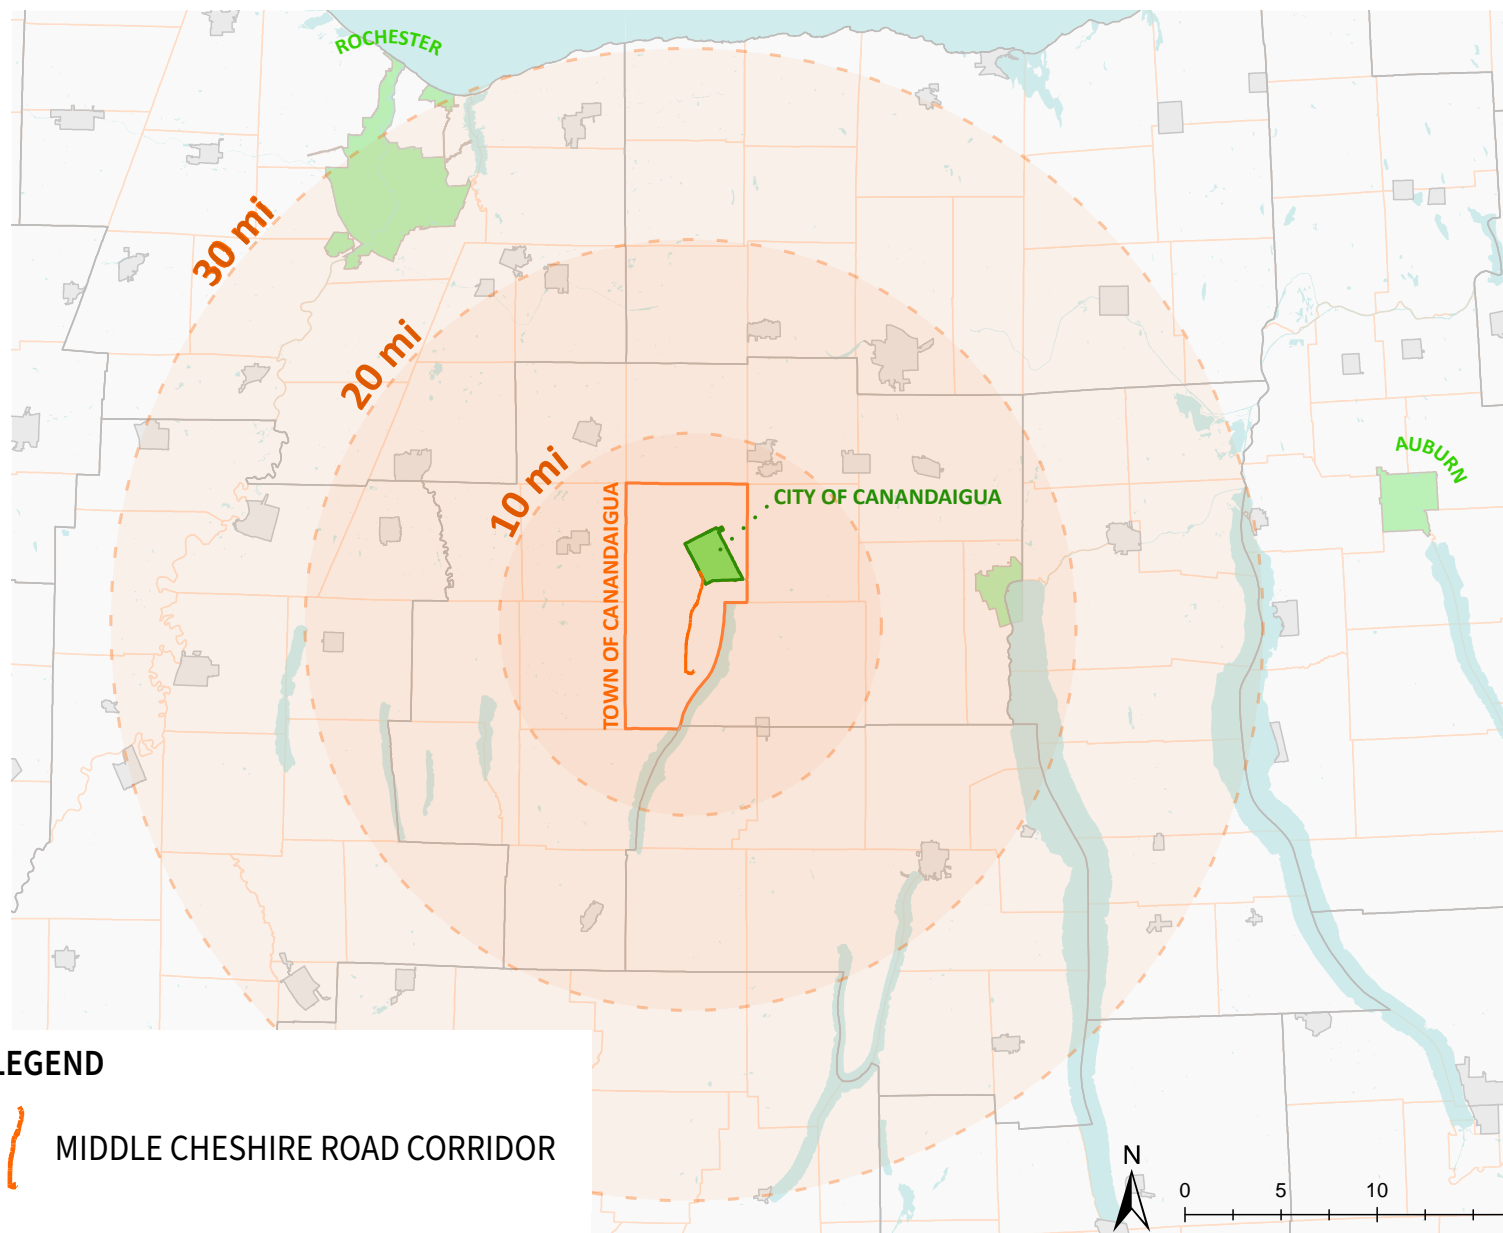 ROCHESTER
30 mi
20 mi
10 mi
AUBURN
CITY OF CANANDAIGUA
TOWN OF CANANDAIGUA
LEGEND
MIDDLE CHESHIRE ROAD CORRIDOR
N
0 5 10